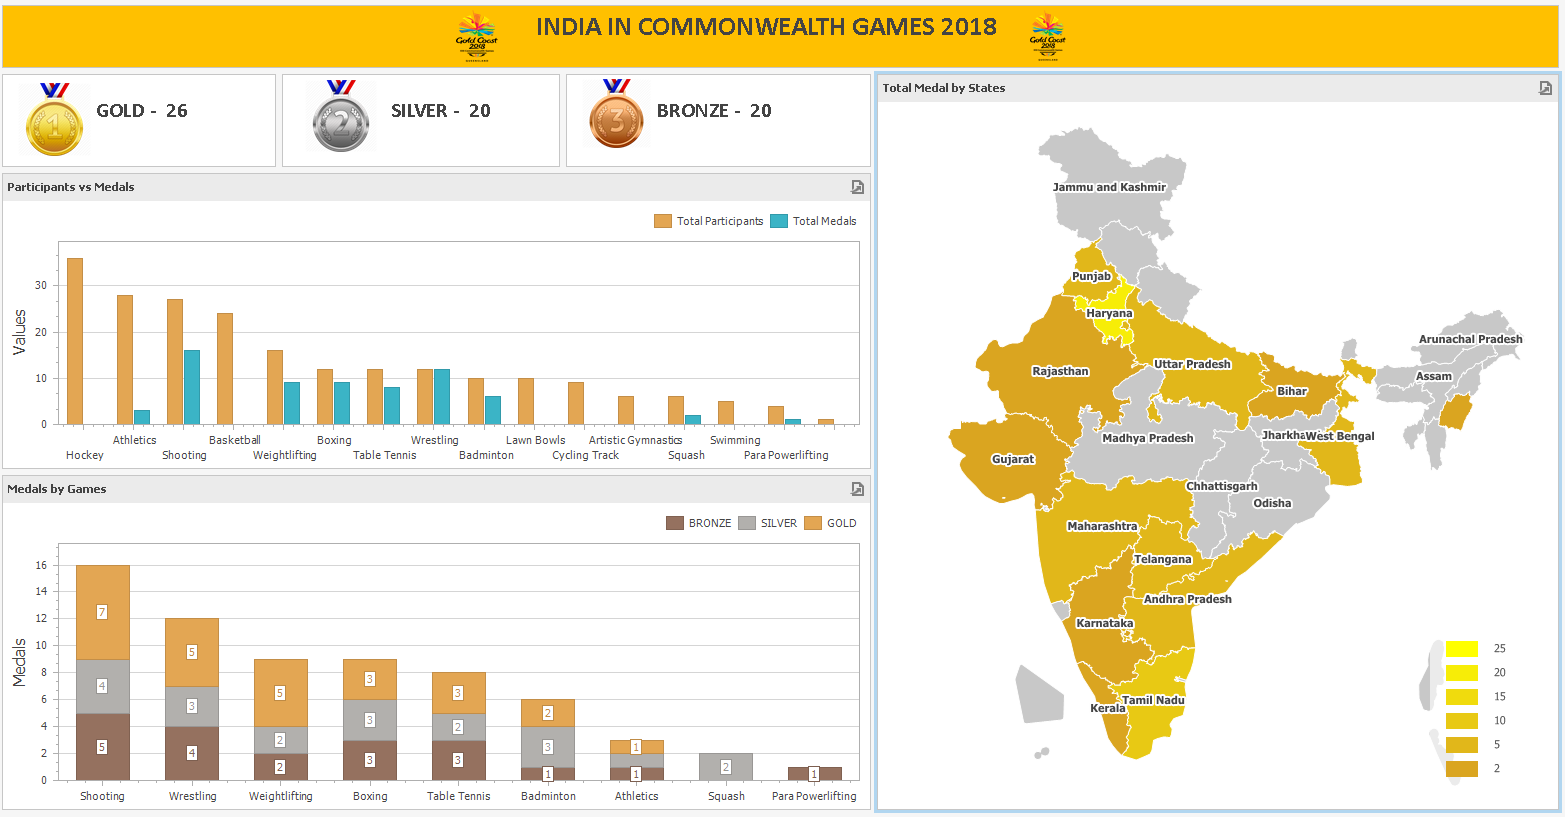 INDIA IN COMMONWEALTH GAMES 2018
Gold Coast
2018
Gold Coast
2018
1
GOLD - 26
2
SILVER - 20
3
BRONZE - 20
Participants vs Medals
Total Participants
Total Medals
Values
30
20
10
0
Hockey
Athletics
Shooting
Basketball
Weightlifting
Boxing
Table Tennis
Wrestling
Badminton
Lawn Bowls
Cycling Track
Artistic Gymnastics
Squash
Swimming
Para Powerlifting
Medals by Games
BRONZE
SILVER
GOLD
Medals
16
14
12
10
8
6
4
2
0
7
4
5
5
3
4
5
2
2
3
3
3
3
2
3
2
3
1
1
1
2
1
Shooting
Wrestling
Weightlifting
Boxing
Table Tennis
Badminton
Athletics
Squash
Para Powerlifting
Total Medal by States
Jammu and Kashmir
Punjab
Haryana
Arunachal Pradesh
Uttar Pradesh
Rajasthan
Assam
Bihar
Madhya Pradesh
Jharkha
West Bengal
Gujarat
Chhattisgarh
Odisha
Maharashtra
Telangana
Andhra Pradesh
Karnataka
Tamil Nadu
Kerala
25
20
15
10
5
2